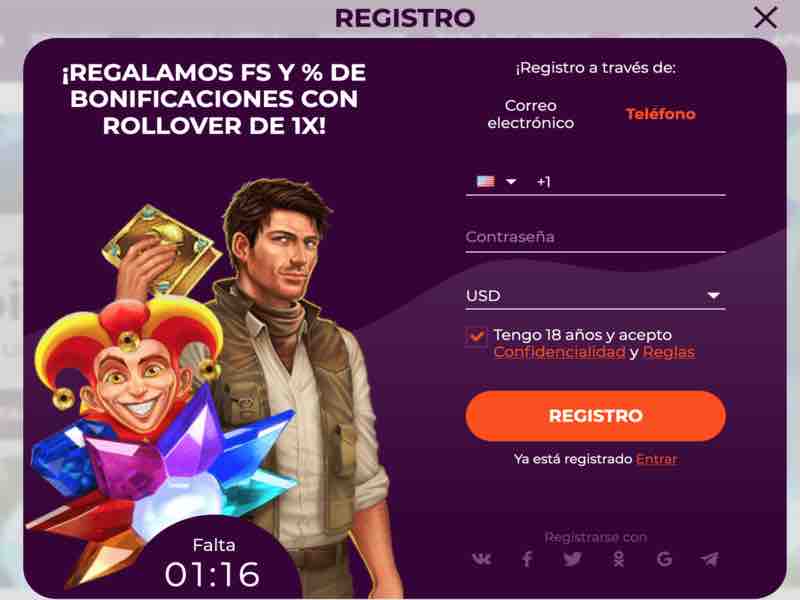 REGISTRO
¡REGALAMOS FS Y % DE
BONIFICACIONES CON
ROLLOVER DE 1X!
Falta
01:16
¡Registro a través de:
Correo
electrónico
Teléfono
+1
Contraseña
USD
Tengo 18 años y acepto
Confidencialidad y Reglas
REGISTRO
Ya está registrado Entrar
Registrarse con